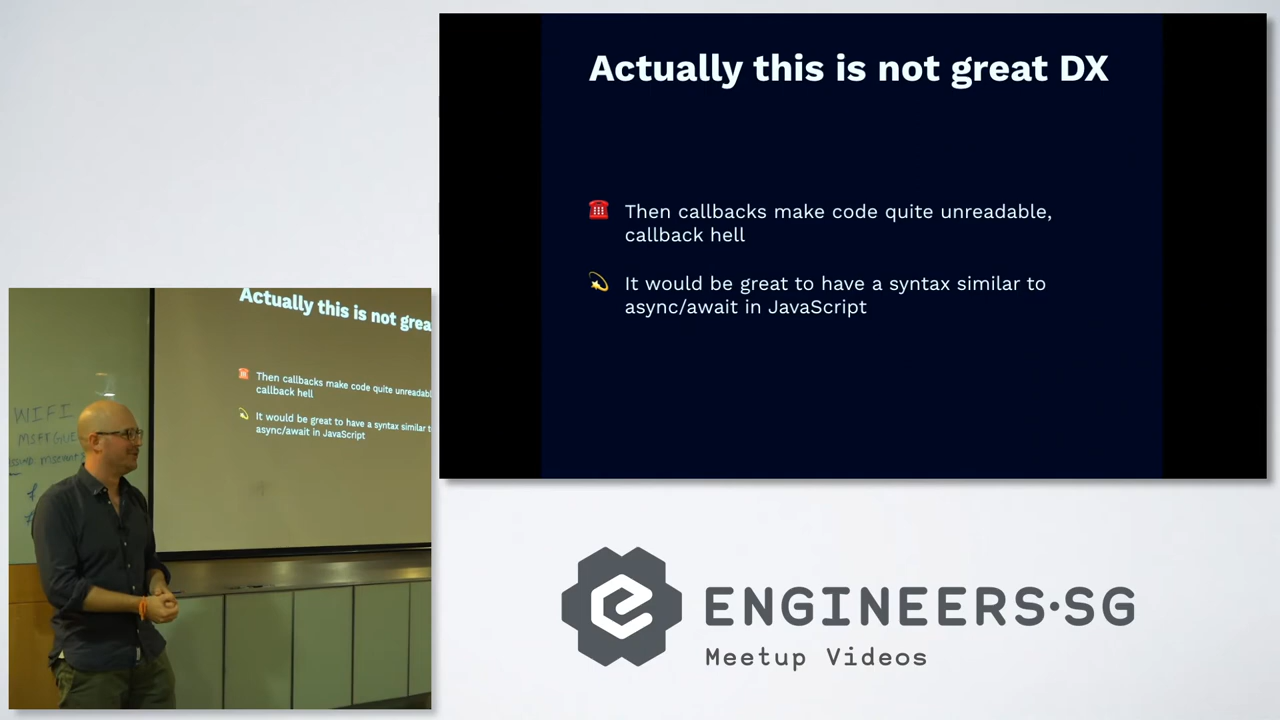 Actually this is not great DX
Then callbacks make code quite unreadable,
callback hell
It would be great to have a syntax similar to
async/await in JavaScript
Actually this is not grea
Then callbacks make code quite unreadabl
callback hell
It would be great to have a syntax similar t
async/await in JavaScript
WIFI
ENGINEERS·SG
Meetup Videos